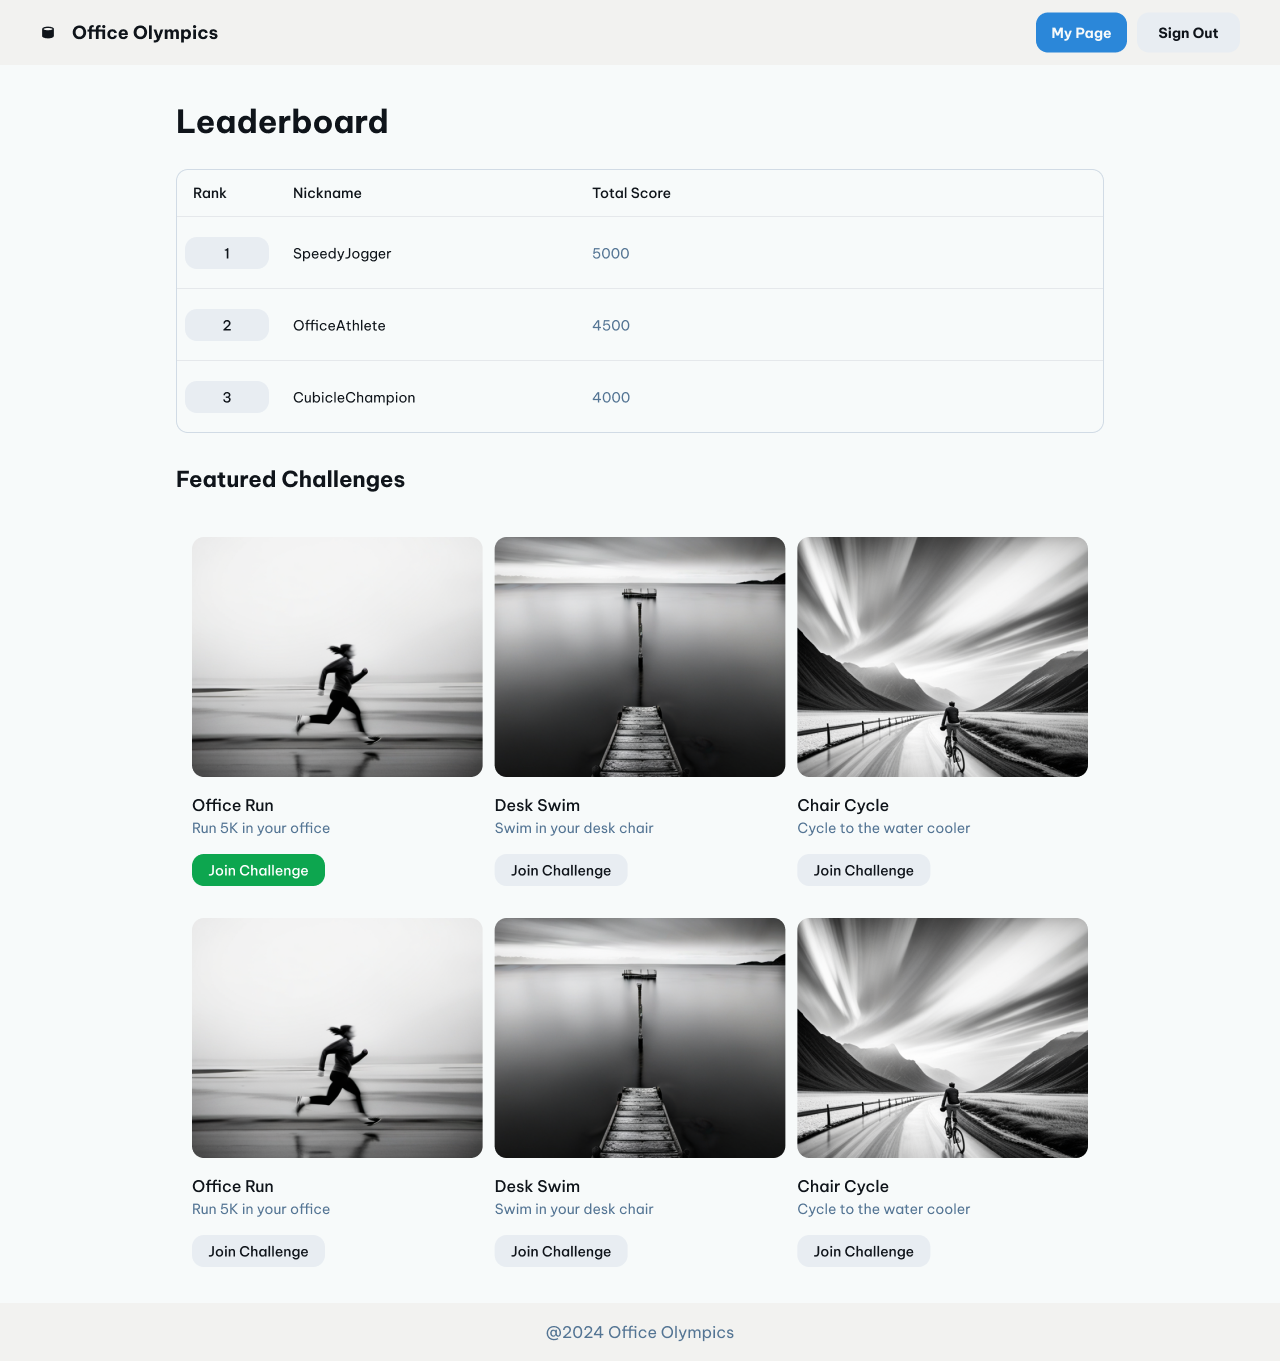 Office Olympics
My Page
Sign Out
Leaderboard
Rank Nickname Total Score
1 SpeedyJogger 5000
2 OfficeAthlete 4500
3 CubicleChampion 4000
Featured Challenges
Office Run
Run 5K in your office
Join Challenge
Desk Swim
Swim in your desk chair
Join Challenge
Chair Cycle
Cycle to the water cooler
Join Challenge
Office Run
Run 5K in your office
Join Challenge
Desk Swim
Swim in your desk chair
Join Challenge
Chair Cycle
Cycle to the water cooler
Join Challenge
@2024 Office Olympics